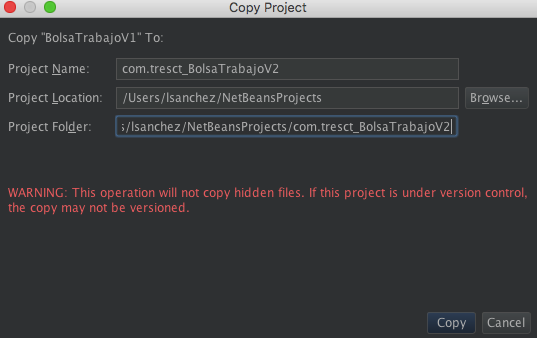 Copy Project
Copy "BolsaTrabajoV1" To:
Project Name: com.tresct_BolsaTrabajoV2
Project Location: /Users/lsanchez/NetBeansProjects Browse...
Project Folder: s/lsanchez/NetBeansProjects/com.tresct_BolsaTrabajoV2
WARNING: This operation will not copy hidden files. If this project is under version control,
the copy may not be versioned.
Copy Cancel